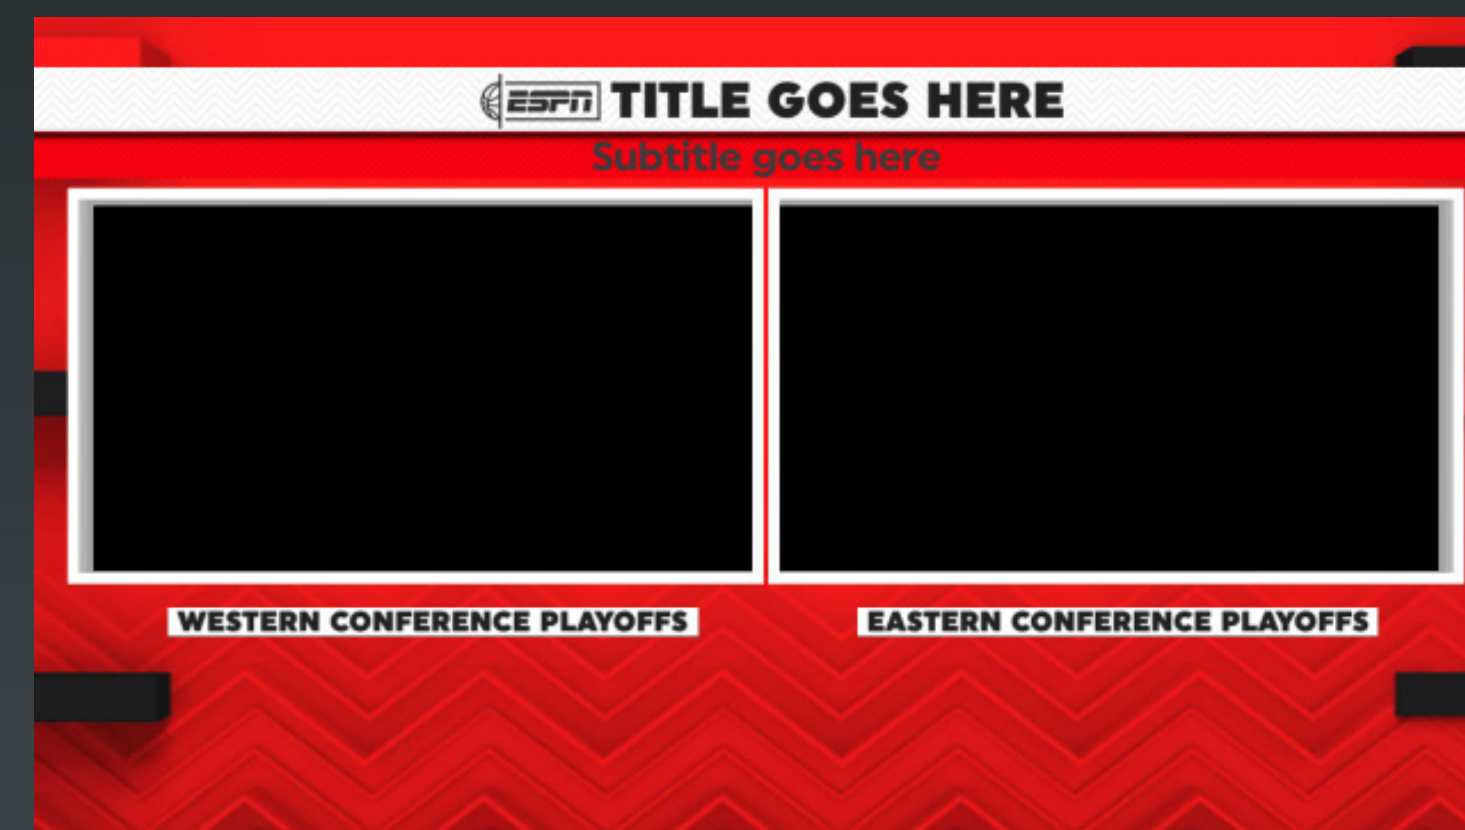 ESPN TITLE GOES HERE
Subtitle goes here
WESTERN CONFERENCE PLAYOFFS
EASTERN CONFERENCE PLAYOFFS